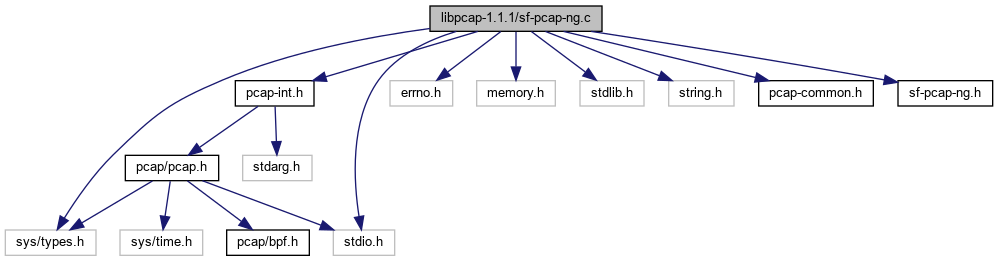 libpcap-1.1.1/sf-pcap-ng.c
pcap-int.h
errno.h
memory.h
stdlib.h
string.h
pcap-common.h
sf-pcap-ng.h
pcap/pcap.h
stdarg.h
sys/types.h
sys/time.h
pcap/bpf.h
stdio.h